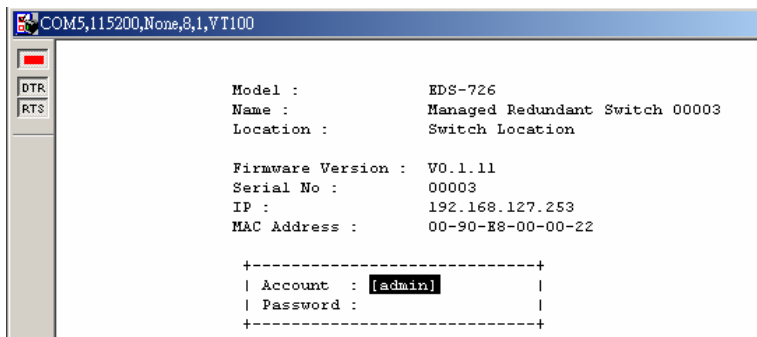 COM5,115200,None,8,1,VT100
DTR
RTS
Model : EDS-726
Name : Managed Redundant Switch 00003
Location : Switch Location
Firmware Version : V0.1.11
Serial No : 00003
IP : 192.168.127.253
MAC Address : 00-90-E8-00-00-22
+-----------------------------+
| Account : [admin] |
| Password : |
+-----------------------------+